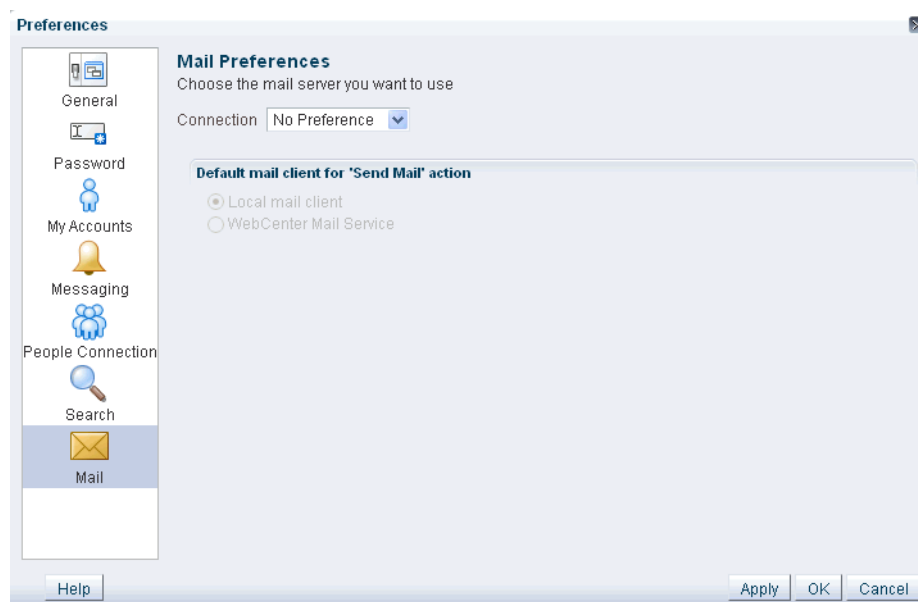 Preferences
General
Password
My Accounts
Messaging
People Connection
Search
Mail
Mail Preferences
Choose the mail server you want to use
Connection No Preference
Default mail client for 'Send Mail' action
Local mail client
WebCenter Mail Service
Help Apply OK Cancel